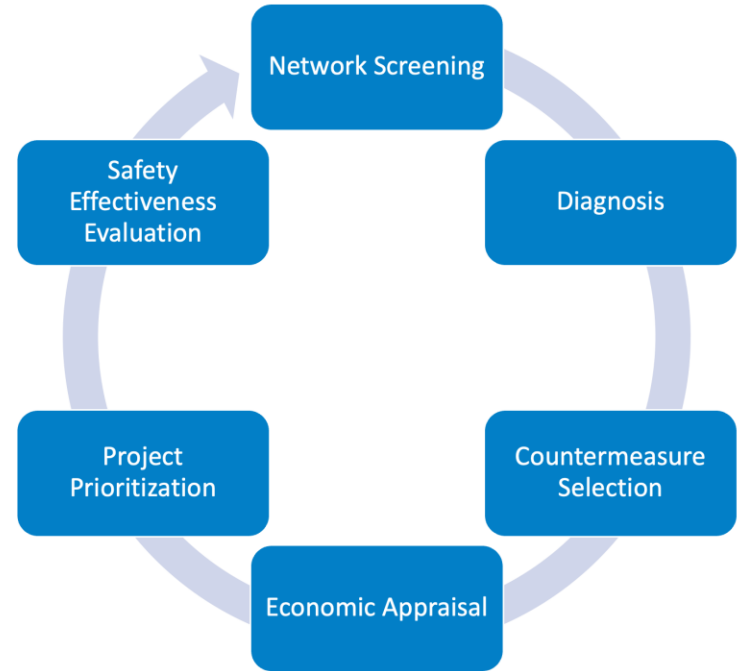 Network Screening
Diagnosis
Countermeasure
Selection
Economic Appraisal
Project
Prioritization
Safety
Effectiveness
Evaluation